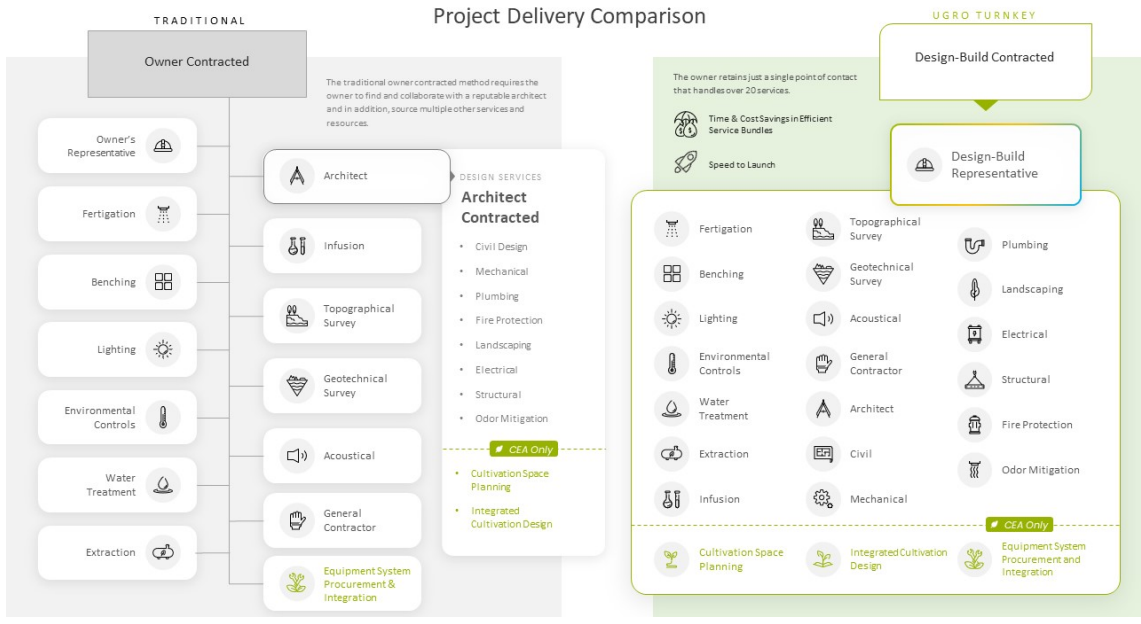 Project Delivery Comparison
TRADITIONAL
Owner Contracted
The traditional owner contracted method requires the
owner to find and collaborate with a reputable architect
and in addition, source multiple other services and
resources.
Owner's
Representative
Fertigation
Benching
Lighting
Environmental
Controls
Water
Treatment
Extraction
Architect
Infusion
Topographical
Survey
Geotechnical
Survey
Acoustical
General
Contractor
Equipment System
Procurement &
Integration
DESIGN SERVICES
Architect
Contracted
• Civil Design
• Mechanical
• Plumbing
• Fire Protection
• Landscaping
• Electrical
• Structural
• Odor Mitigation
CEA Only
• Cultivation Space
Planning
• Integrated
Cultivation Design
UGRO TURNKEY
Design-Build Contracted
The owner retains just a single point of contact
that handles over 20 services.
Time & Cost Savings in Efficient
Service Bundles
Speed to Launch
Design-Build
Representative
Fertigation
Benching
Lighting
Environmental
Controls
Water
Treatment
Extraction
Infusion
Topographical
Survey
Geotechnical
Survey
Acoustical
General
Contractor
Architect
Civil
Mechanical
Plumbing
Landscaping
Electrical
Structural
Fire Protection
Odor Mitigation
CEA Only
Cultivation Space
Planning
Integrated Cultivation
Design
Equipment System
Procurement and
Integration